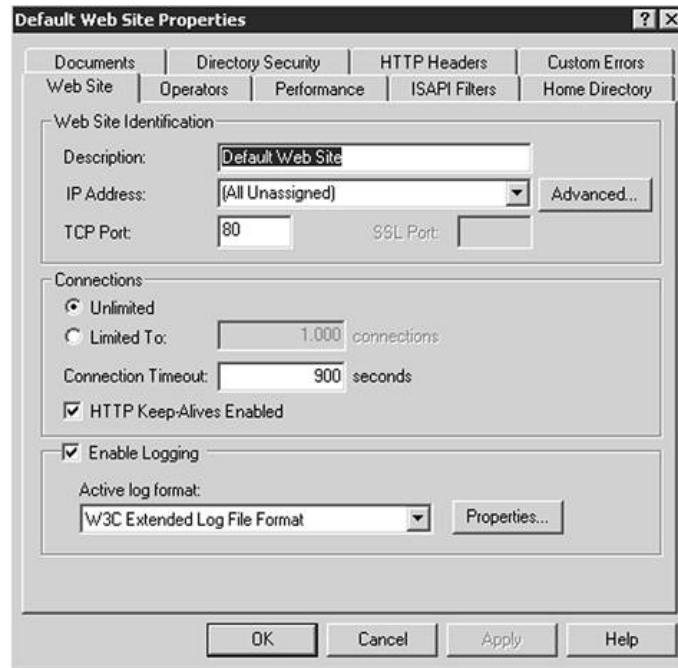 Default Web Site Properties
Documents Directory Security HTTP Headers Custom Errors
Web Site Operators Performance ISAPI Filters Home Directory
Web Site Identification
Description: Default Web Site
IP Address: (All Unassigned) Advanced...
TCP Port: 80 SSL Port:
Connections
Unlimited
Limited To: 1.000 connections
Connection Timeout: 900 seconds
HTTP Keep-Alives Enabled
Enable Logging
Active log format:
W3C Extended Log File Format Properties...
OK Cancel Apply Help